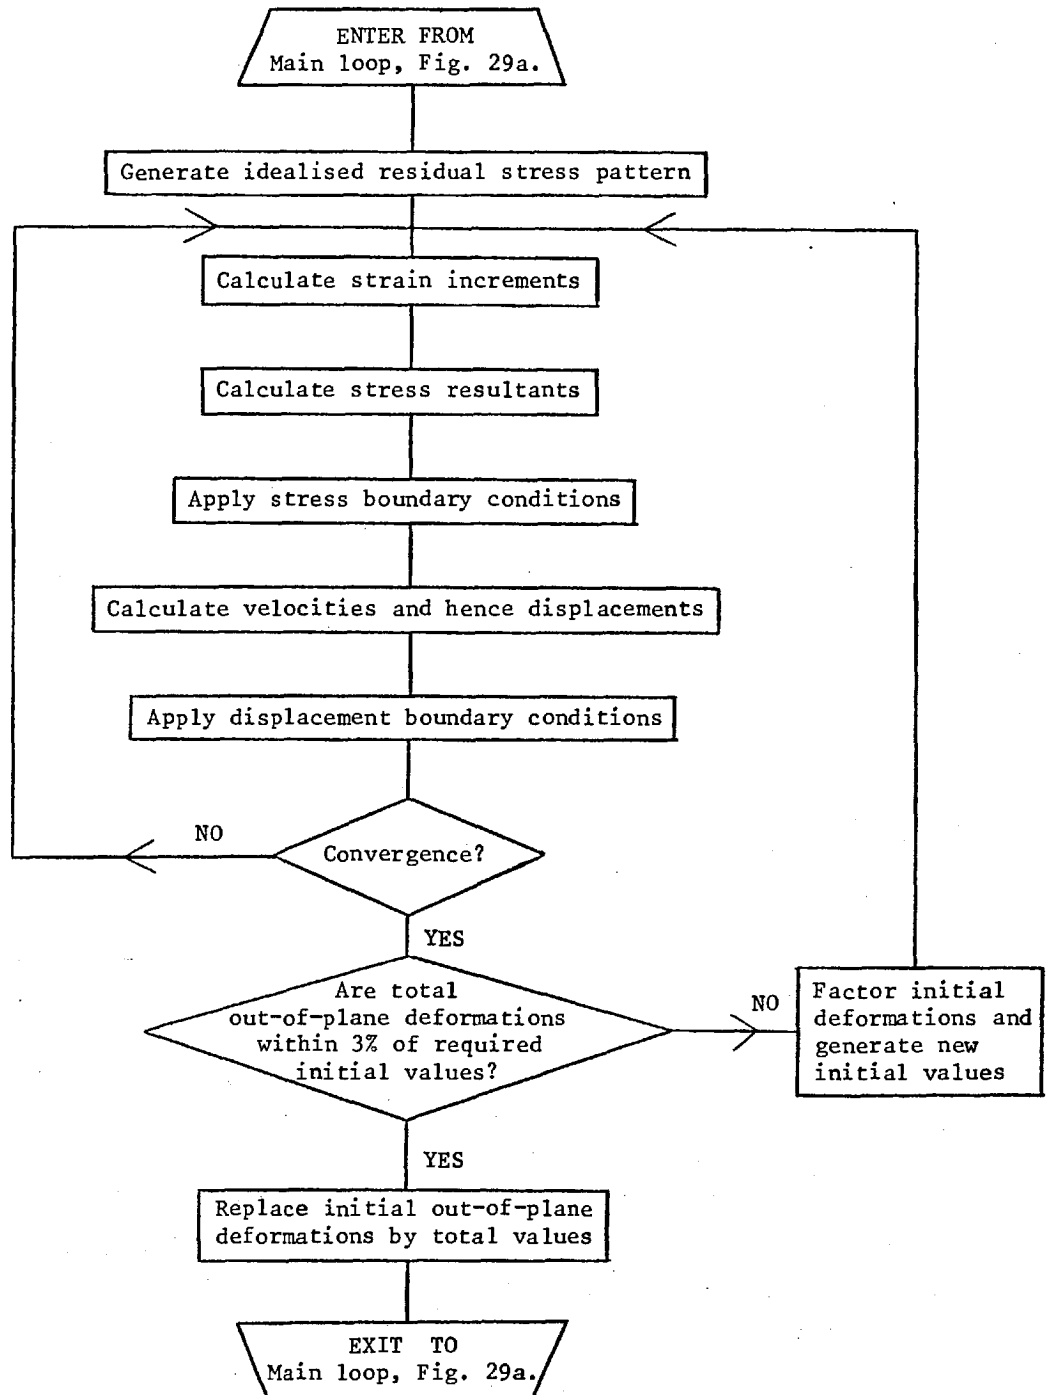 ENTER FROM
Main loop, Fig. 29a.
Generate idealised residual stress pattern
Calculate strain increments
Calculate stress resultants
Apply stress boundary conditions
Calculate velocities and hence displacements
Apply displacement boundary conditions
NO
Convergence?
YES
Are total
out-of-plane deformations
within 3% of required
initial values?
NO
Factor initial
deformations and
generate new
initial values
YES
Replace initial out-of-plane
deformations by total values
EXIT TO
Main loop, Fig. 29a.